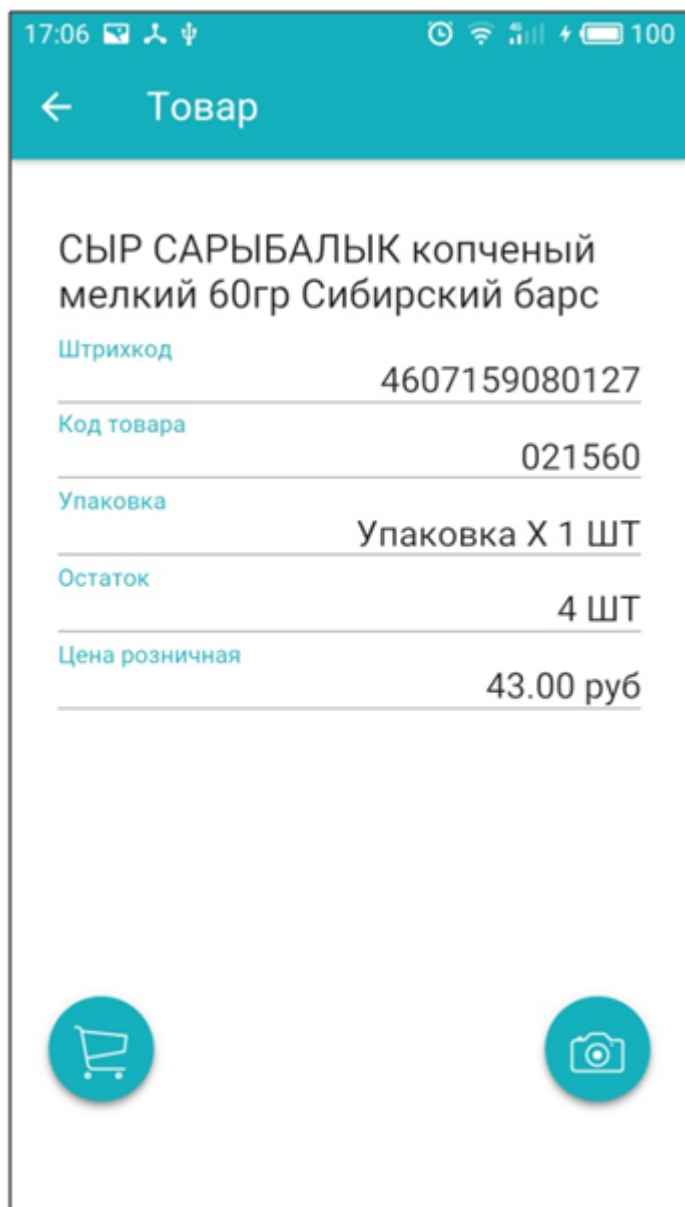 17:06 100
Товар
СЫР САРЫБАЛЫК копченый
мелкий 60гр Сибирский барс
Штрихкод
4607159080127
Код товара
021560
Упаковка
Упаковка X 1 ШТ
Остаток
4 ШТ
Цена розничная
43.00 руб